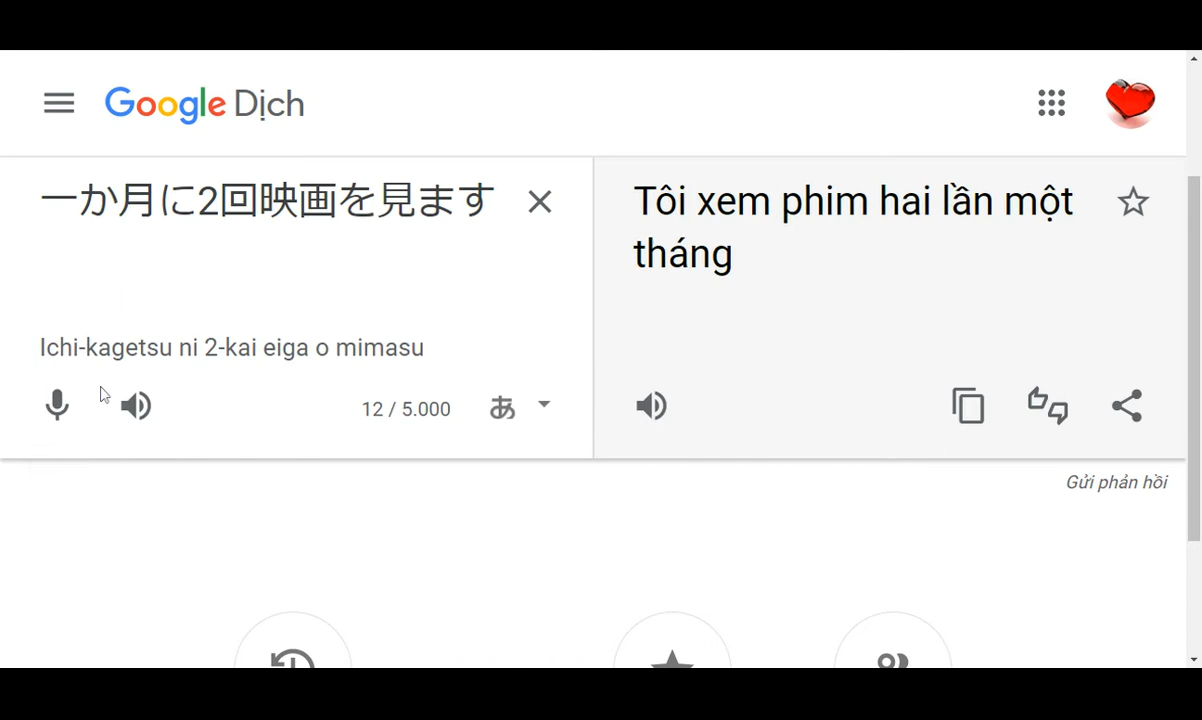 Google Dịch
一か月に2回映画を見ます
Tôi xem phim hai lần một
tháng
Ichi-kagetsu ni 2-kai eiga o mimasu
12 / 5.000
あ
Gửi phản hồi